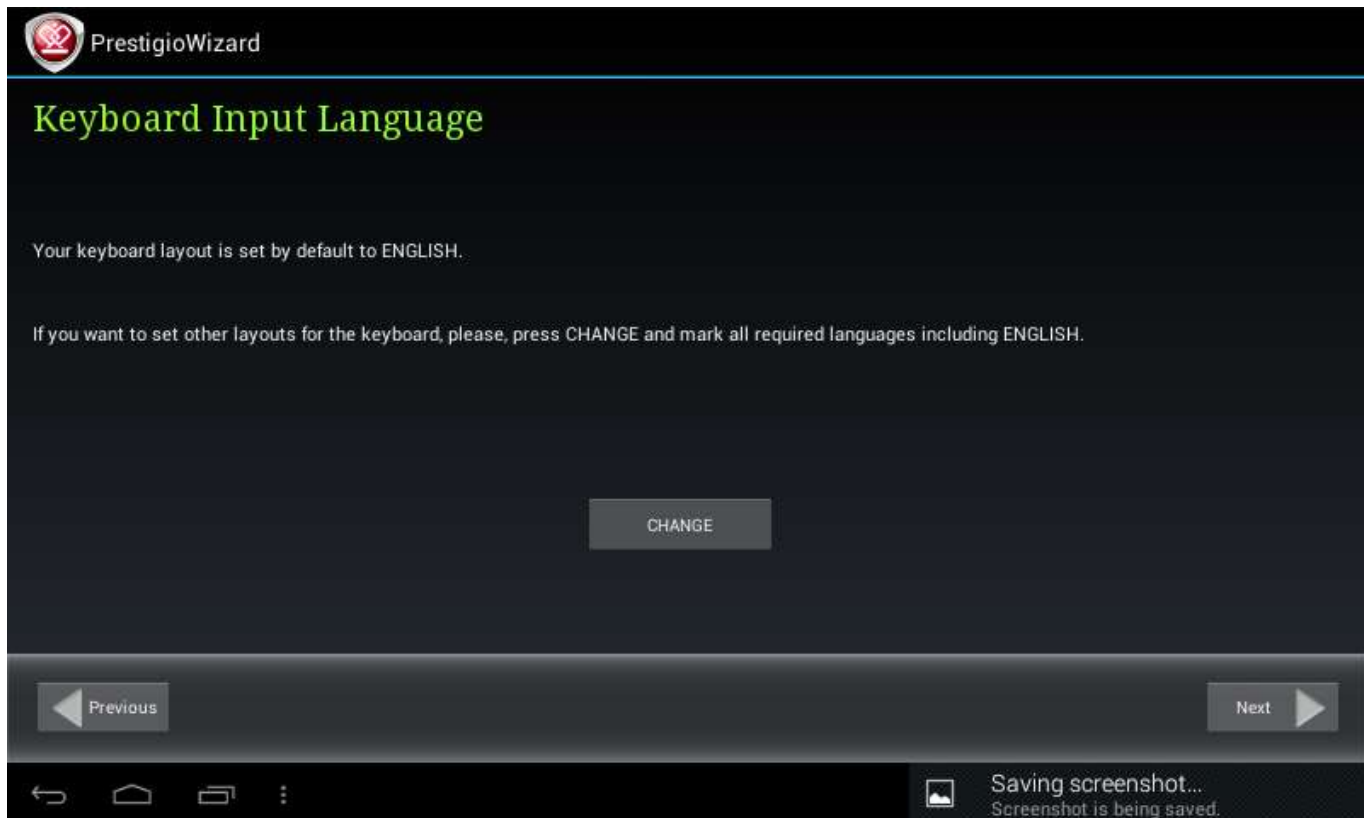 PrestigioWizard
Keyboard Input Language
Your keyboard layout is set by default to ENGLISH.
If you want to set other layouts for the keyboard, please, press CHANGE and mark all required languages including ENGLISH.
CHANGE
Previous
Next
Saving screenshot...
Screenshot is being saved.